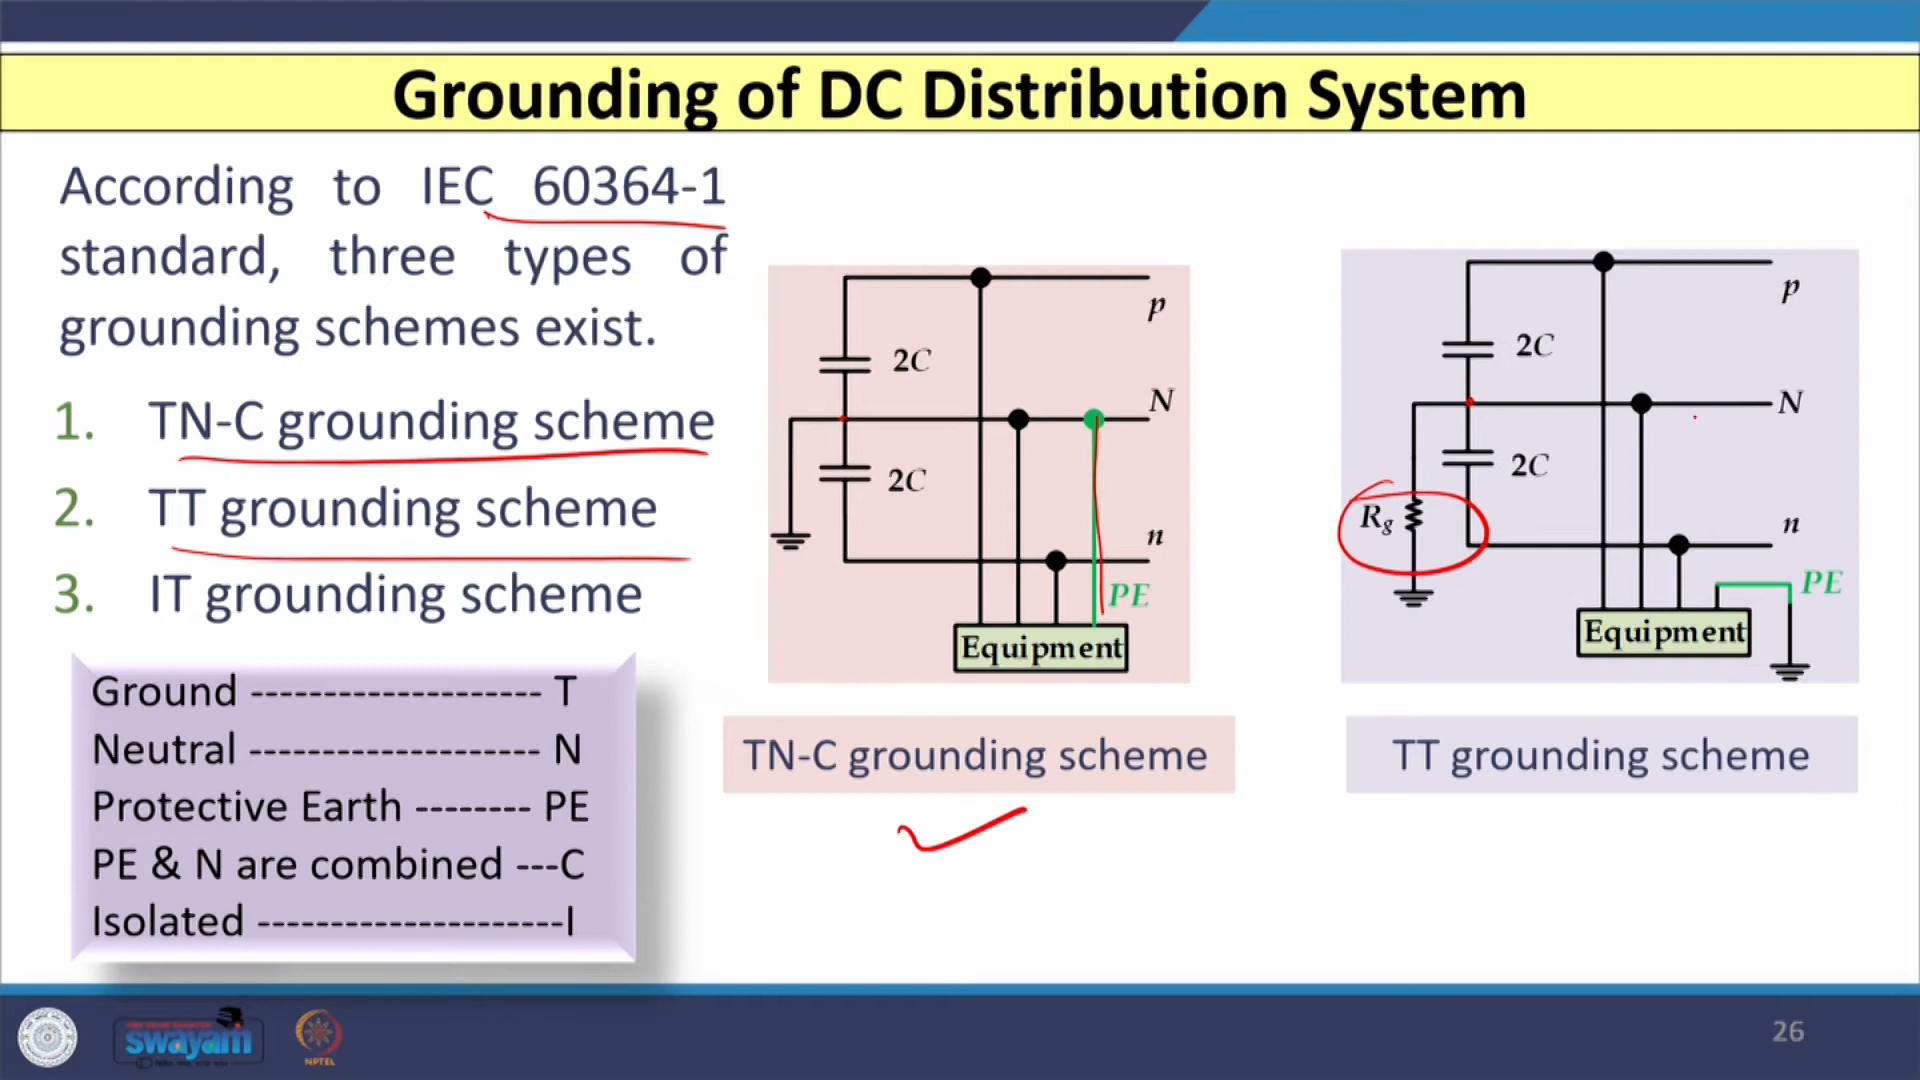 Grounding of DC Distribution System
According to IEC 60364-1
standard, three types of
grounding schemes exist.
1. TN-C grounding scheme
2. TT grounding scheme
3. IT grounding scheme
Ground -------------------- T
Neutral -------------------- N
Protective Earth -------- PE
PE & N are combined ---C
Isolated ---------------------I
p
2C
N
2C
n
PE
Equipment
TN-C grounding scheme
p
2C
N
2C
Rg
n
PE
Equipment
TT grounding scheme
swayam
NPTEL
26